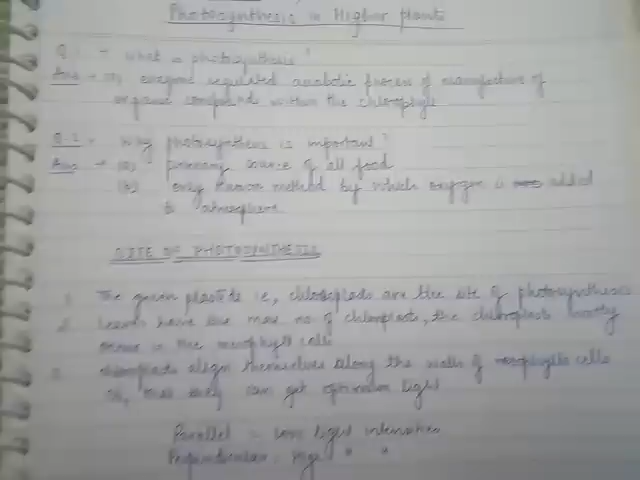 Photosynthesis in Higher plants
Q. 1 - what is photosynthesis?
Ans → enzyme regulated anabolic process of manufacture of
organic compounds within the chlorophyll
Q.2. Why photosynthesis is important?
Ans → (a) primary source of all food
(b) only known method by which oxygen is added
to atmosphere
SITE OF PHOTOSYNTHESIS
1. The green plastids i.e, chloroplasts are the site of photosynthesis
2. Leaves have the max no of chloroplasts, the chloroplasts mostly
occur in the mesophyll cells
3. chloroplasts align themselves along the walls of mesophylls cells
so, that they can get optimum light
Parallel = low light intensities
Perpendicular = high " "